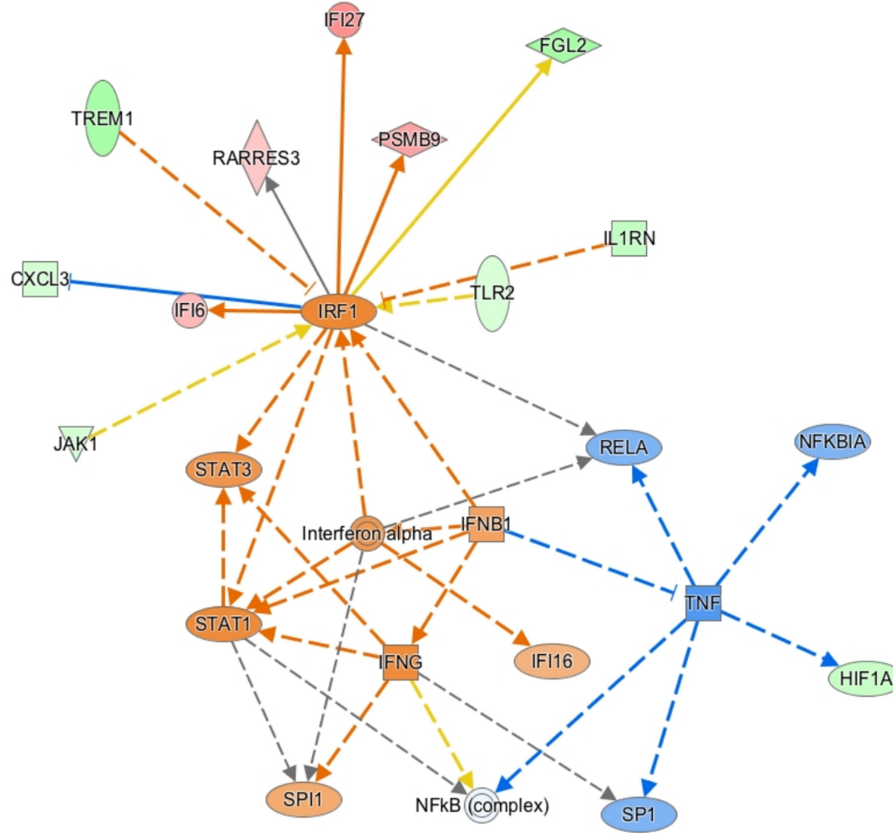 IFI27
FGL2
TREM1
RARRES3
PSMB9
IL1RN
CXCL3
TLR2
IFI6
IRF1
JAK1
STAT3
RELA
NFKBIA
Interferon alpha
IFNB1
TNF
STAT1
IFNG
IFI16
HIF1A
SPI1
NFkB (complex)
SP1